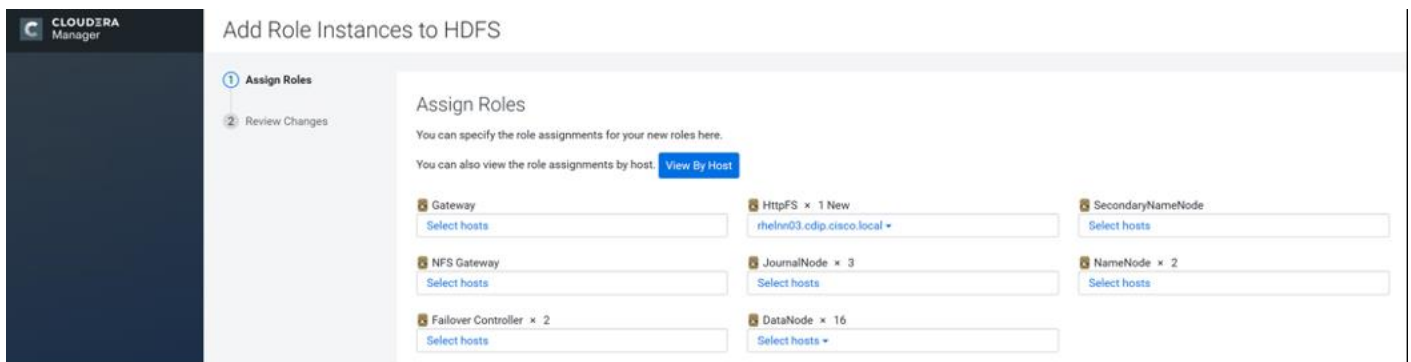 CLOUDERA
Manager
Add Role Instances to HDFS
1 Assign Roles
2 Review Changes
Assign Roles
You can specify the role assignments for your new roles here.
You can also view the role assignments by host. View By Host
Gateway
Select hosts
HttpFS × 1 New
rhelnn03.cdip.cisco.local
SecondaryNameNode
Select hosts
NFS Gateway
Select hosts
JournalNode × 3
Select hosts
NameNode × 2
Select hosts
Failover Controller × 2
Select hosts
DataNode × 16
Select hosts